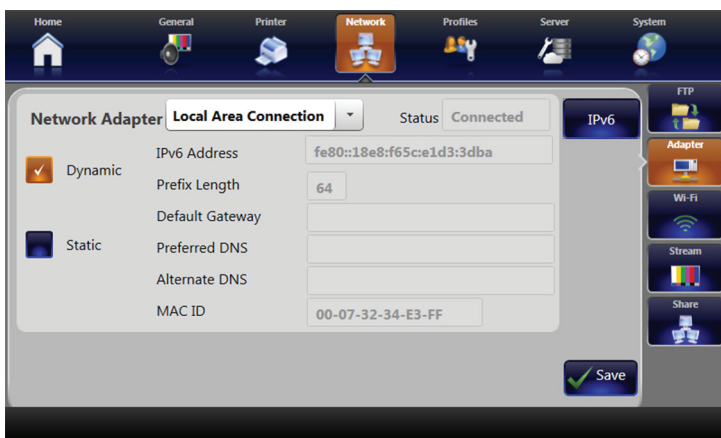 Home General Printer Network Profiles Server System
FTP
Network Adapter Local Area Connection Status Connected IPv6
Adapter
Dynamic IPv6 Address fe80::18e8:f65c:e1d3:3dba
Prefix Length 64
Wi-Fi
Default Gateway
Static Preferred DNS
Stream
Alternate DNS
MAC ID 00-07-32-34-E3-FF
Share
Save